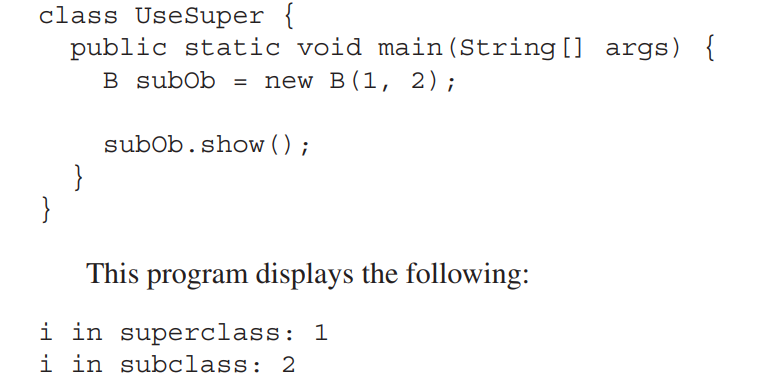 class UseSuper {
  public static void main(String[] args) {
    B subOb = new B(1, 2);
    subOb.show();
  }
}
This program displays the following:
i in superclass: 1
i in subclass: 2